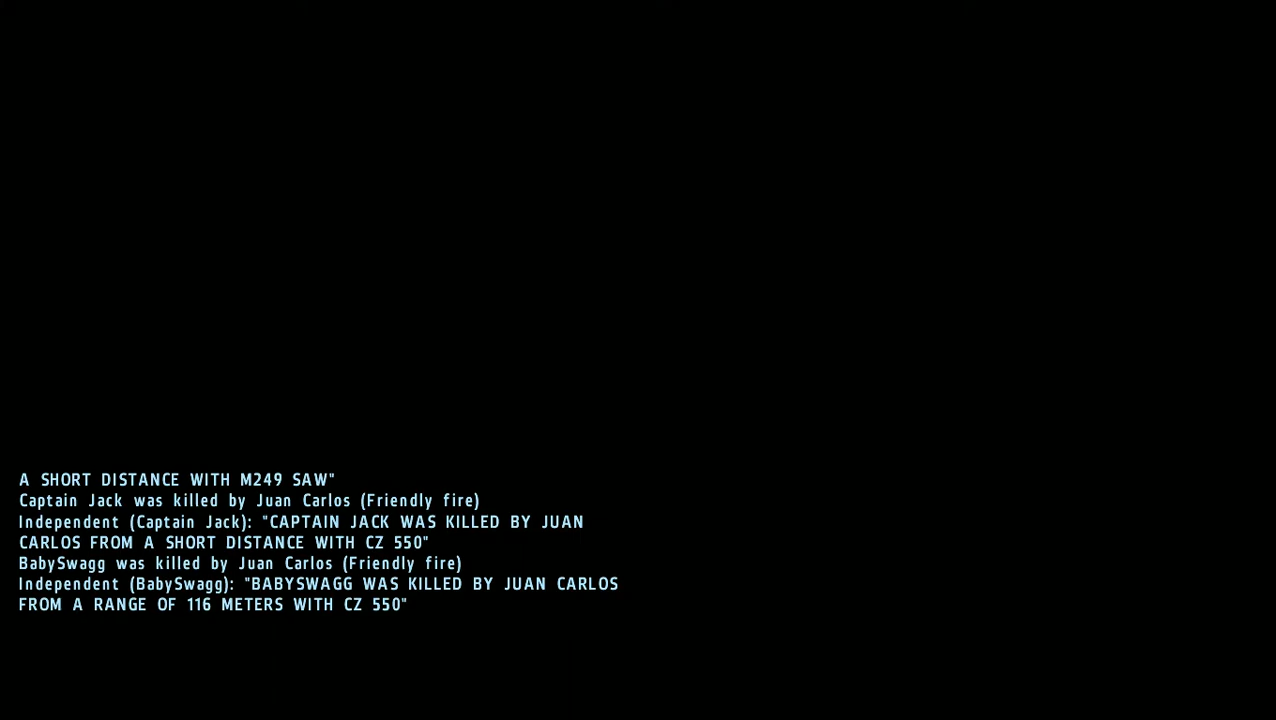 A SHORT DISTANCE WITH M249 SAW"
Captain Jack was killed by Juan Carlos (Friendly fire)
Independent (Captain Jack): "CAPTAIN JACK WAS KILLED BY JUAN
CARLOS FROM A SHORT DISTANCE WITH CZ 550"
BabySwagg was killed by Juan Carlos (Friendly fire)
Independent (BabySwagg): "BABYSWAGG WAS KILLED BY JUAN CARLOS
FROM A RANGE OF 116 METERS WITH CZ 550"